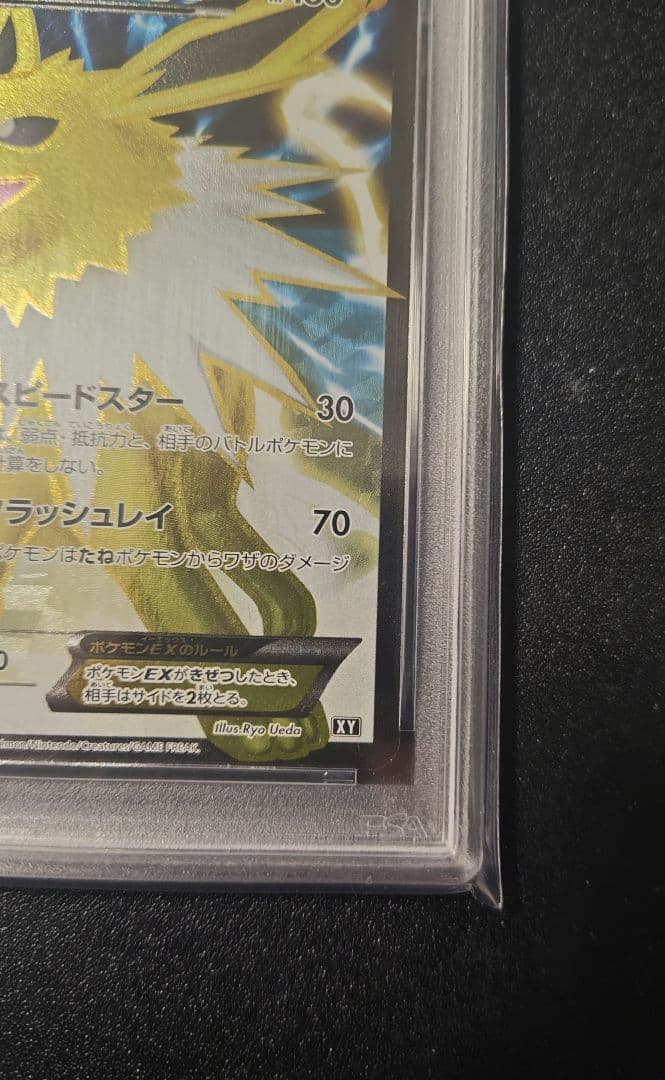 スピードスター 30
弱点・抵抗力と、相手のバトルポケモンに
計算をしない。
ラッシュレイ 70
ポケモンはたねポケモンからワザのダメージ
ポケモンEXのルール
ポケモンEXがきぜつしたとき、
相手はサイドを2枚とる。
Illus.Ryo Ueda XY
mon/Nintendo/Creatures/GAME FREAK.
PSA